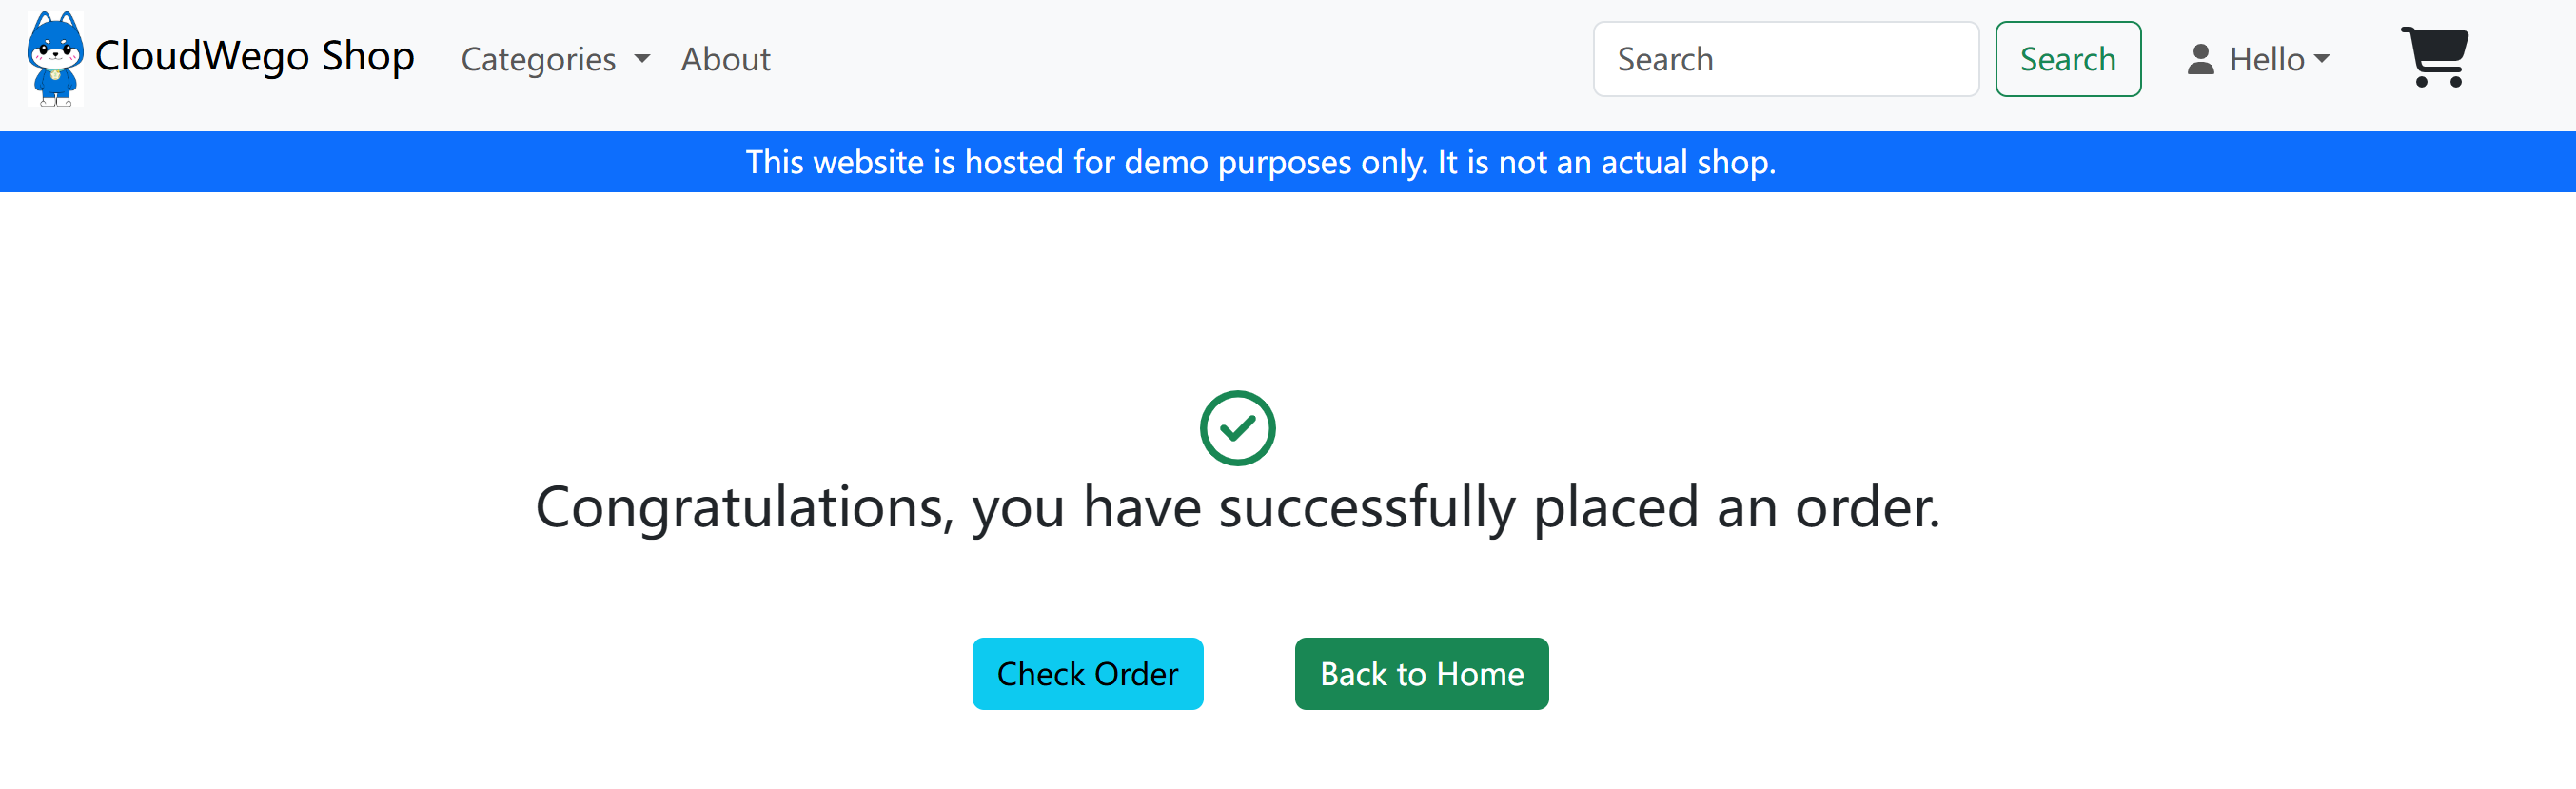 CloudWego Shop Categories About Search Search Hello
This website is hosted for demo purposes only. It is not an actual shop.
Congratulations, you have successfully placed an order.
Check Order Back to Home